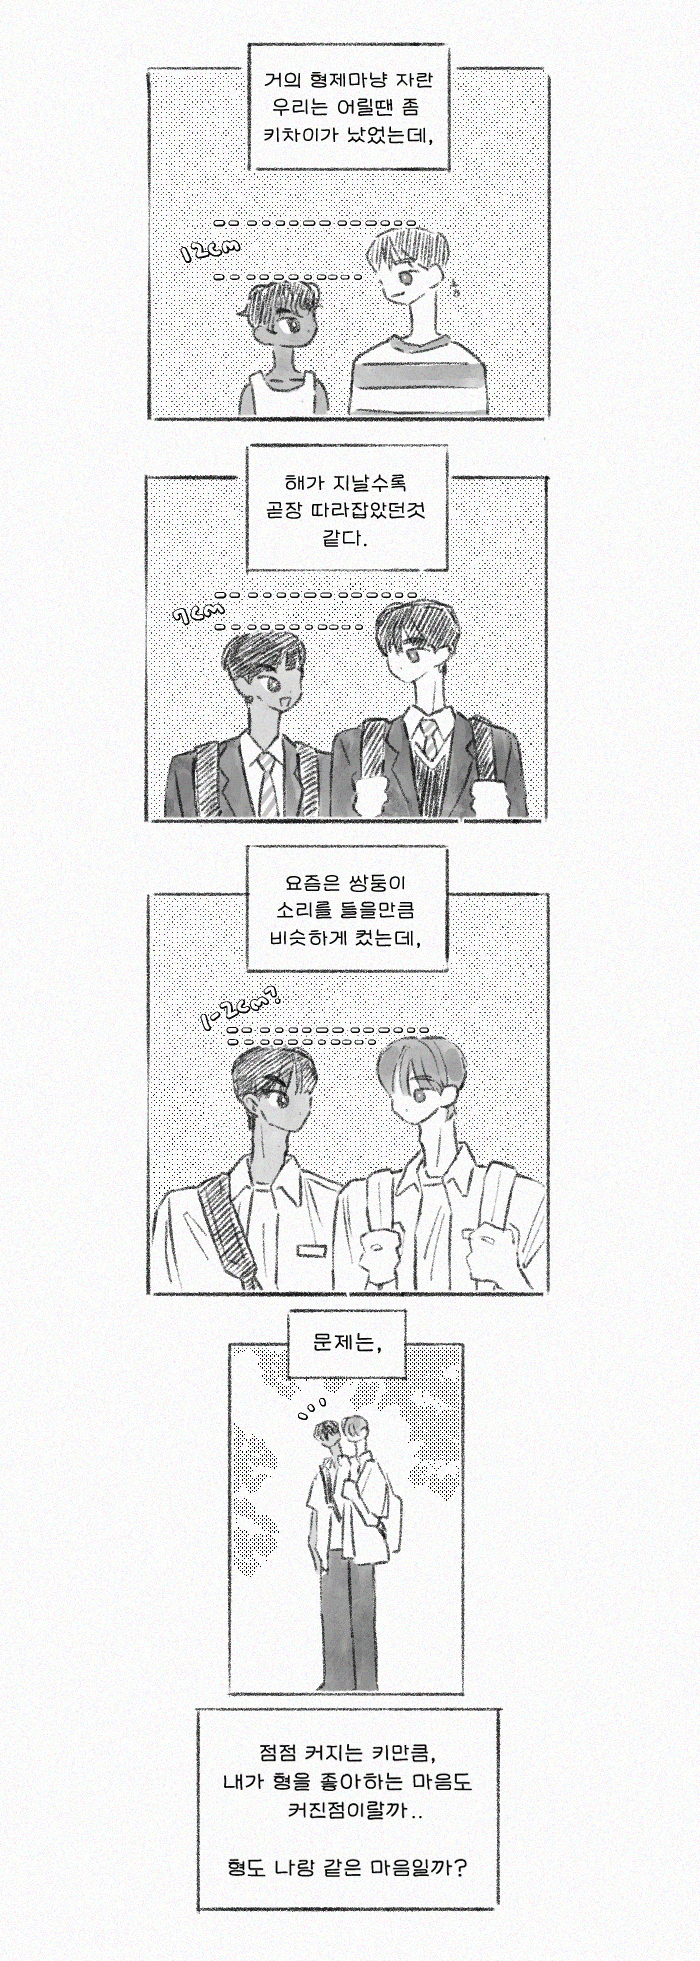 거의 형제마냥 자란
우리는 어릴땐 좀
키차이가 났었는데,
12cm
해가 지날수록
곧장 따라잡았던것
같다.
7cm
요즘은 쌍둥이
소리를 들을만큼
비슷하게 컸는데,
1-2cm?
문제는,
점점 커지는 키만큼,
내가 형을 좋아하는 마음도
커진점이랄까..
형도 나랑 같은 마음일까?